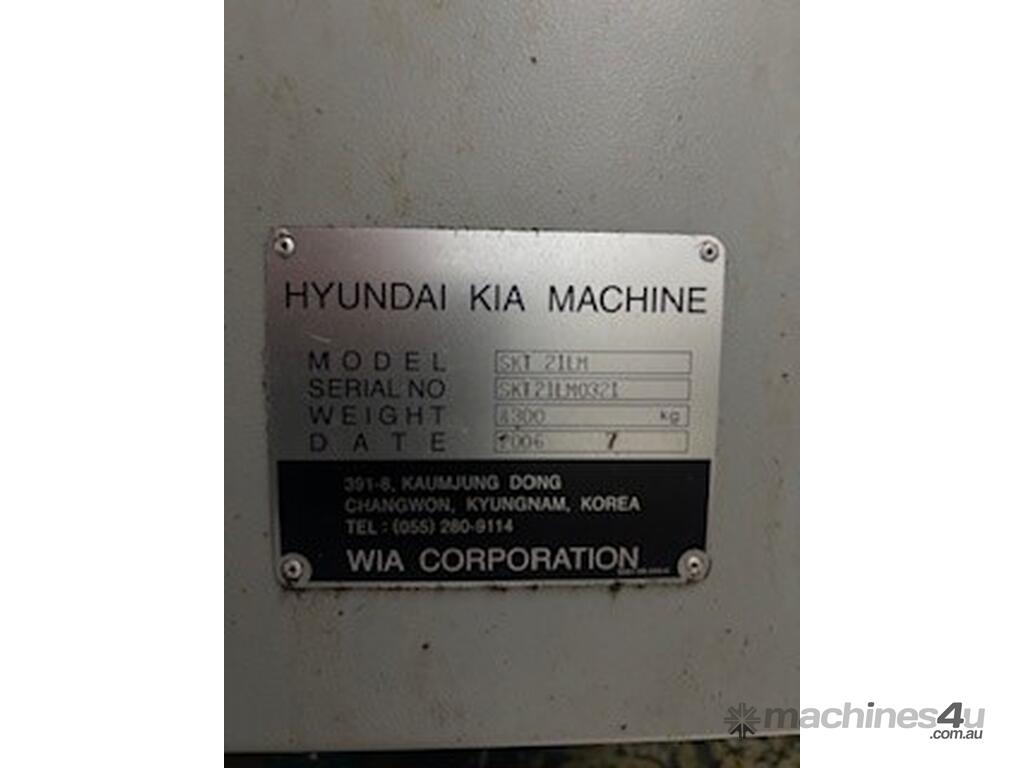 HYUNDAI KIA MACHINE
MODEL SKT 21LM
SERIAL NO SKT21LM0321
WEIGHT 4300 kg
DATE 2006 7
391-8, KAUMJUNG DONG
CHANGWON, KYUNGNAM, KOREA
TEL : (055) 280-9114
WIA CORPORATION
machines4u
.com.au